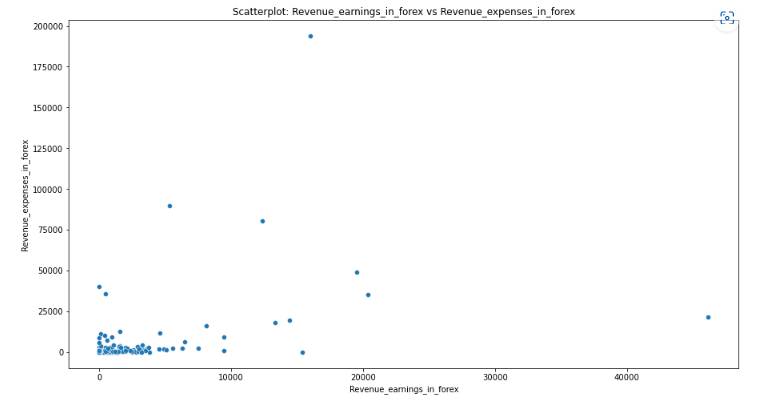 Scatterplot: Revenue_earnings_in_forex vs Revenue_expenses_in_forex
200000
175000
150000
125000
100000
75000
50000
25000
0
Revenue_expenses_in_forex
0 10000 20000 30000 40000
Revenue_earnings_in_forex